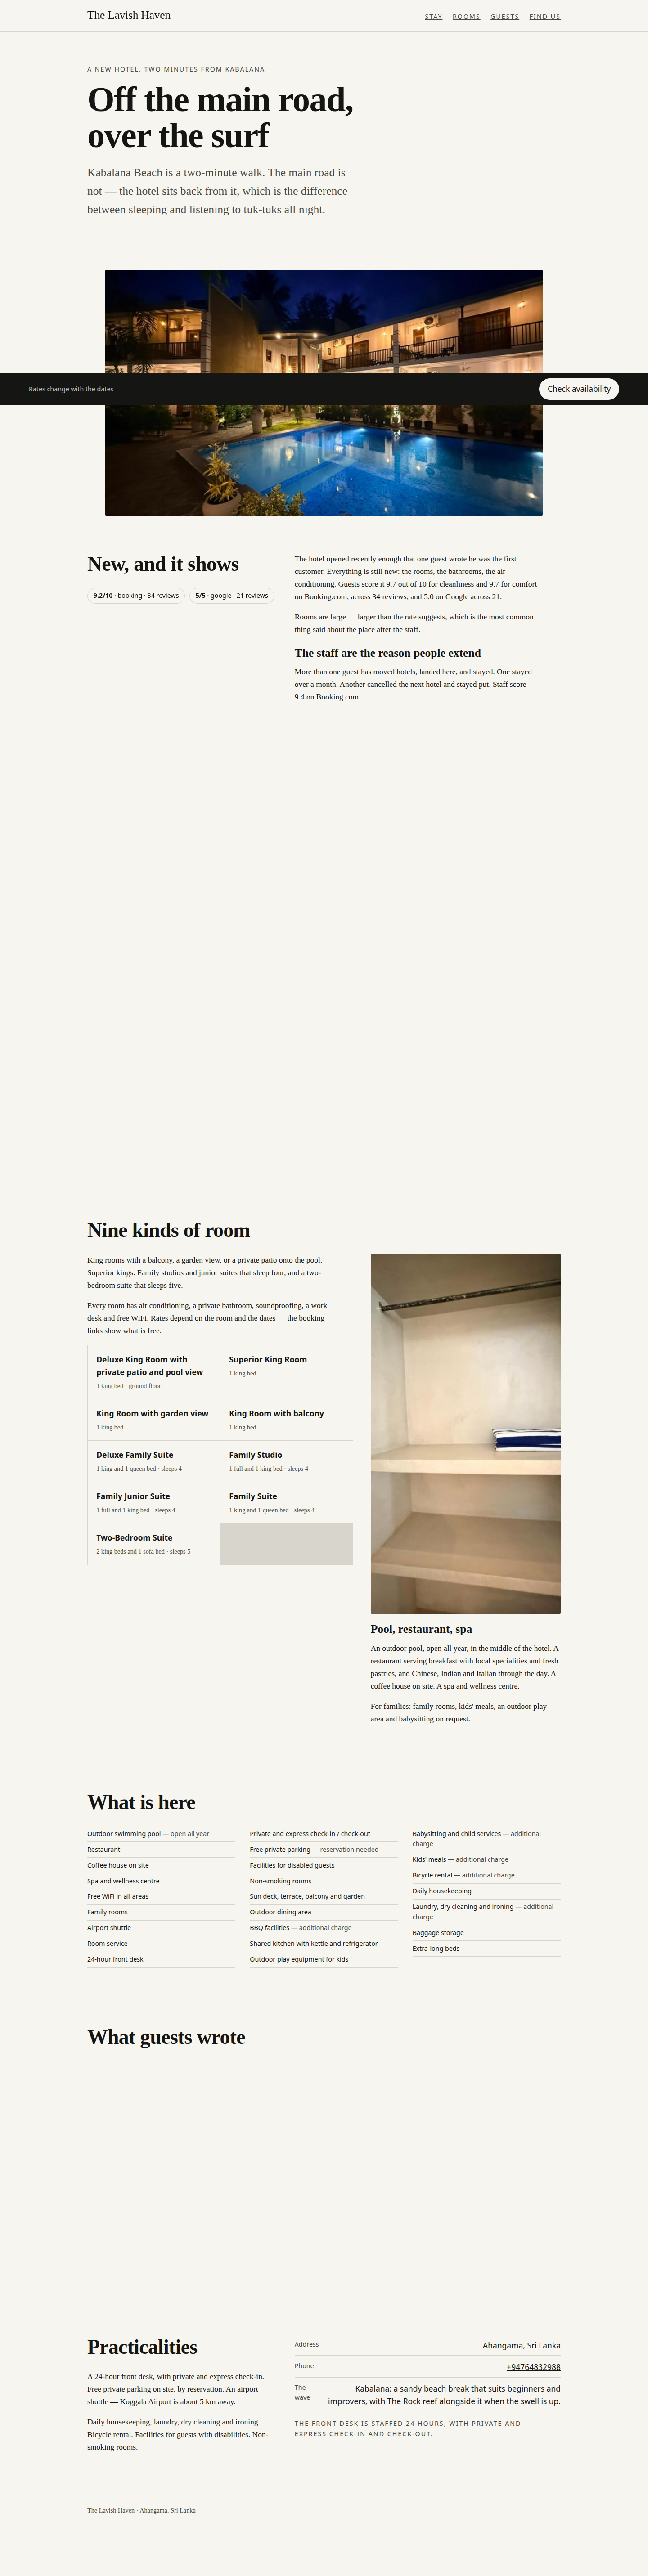 The Lavish Haven
STAY ROOMS GUESTS FIND US
A NEW HOTEL, TWO MINUTES FROM KABALANA
Off the main road,
over the surf
Kabalana Beach is a two-minute walk. The main road is
not — the hotel sits back from it, which is the difference
between sleeping and listening to tuk-tuks all night.
Rates change with the dates
Check availability
New, and it shows
9.2/10 · booking · 34 reviews
5/5 · google · 21 reviews
The hotel opened recently enough that one guest wrote he was the first
customer. Everything is still new: the rooms, the bathrooms, the air
conditioning. Guests score it 9.7 out of 10 for cleanliness and 9.7 for comfort
on Booking.com, across 34 reviews, and 5.0 on Google across 21.
Rooms are large — larger than the rate suggests, which is the most common
thing said about the place after the staff.
The staff are the reason people extend
More than one guest has moved hotels, landed here, and stayed. One stayed
over a month. Another cancelled the next hotel and stayed put. Staff score
9.4 on Booking.com.
Nine kinds of room
King rooms with a balcony, a garden view, or a private patio onto the pool.
Superior kings. Family studios and junior suites that sleep four, and a two-
bedroom suite that sleeps five.
Every room has air conditioning, a private bathroom, soundproofing, a work
desk and free WiFi. Rates depend on the room and the dates — the booking
links show what is free.
Deluxe King Room with
private patio and pool view
1 king bed · ground floor
Superior King Room
1 king bed
King Room with garden view
1 king bed
King Room with balcony
1 king bed
Deluxe Family Suite
1 king and 1 queen bed · sleeps 4
Family Studio
1 full and 1 king bed · sleeps 4
Family Junior Suite
1 full and 1 king bed · sleeps 4
Family Suite
1 king and 1 queen bed · sleeps 4
Two-Bedroom Suite
2 king beds and 1 sofa bed · sleeps 5
Pool, restaurant, spa
An outdoor pool, open all year, in the middle of the hotel. A
restaurant serving breakfast with local specialities and fresh
pastries, and Chinese, Indian and Italian through the day. A
coffee house on site. A spa and wellness centre.
For families: family rooms, kids' meals, an outdoor play
area and babysitting on request.
What is here
Outdoor swimming pool — open all year
Restaurant
Coffee house on site
Spa and wellness centre
Free WiFi in all areas
Family rooms
Airport shuttle
Room service
24-hour front desk
Private and express check-in / check-out
Free private parking — reservation needed
Facilities for disabled guests
Non-smoking rooms
Sun deck, terrace, balcony and garden
Outdoor dining area
BBQ facilities — additional charge
Shared kitchen with kettle and refrigerator
Outdoor play equipment for kids
Babysitting and child services — additional
charge
Kids' meals — additional charge
Bicycle rental — additional charge
Daily housekeeping
Laundry, dry cleaning and ironing — additional
charge
Baggage storage
Extra-long beds
What guests wrote
Practicalities
A 24-hour front desk, with private and express check-in.
Free private parking on site, by reservation. An airport
shuttle — Koggala Airport is about 5 km away.
Daily housekeeping, laundry, dry cleaning and ironing.
Bicycle rental. Facilities for guests with disabilities. Non-
smoking rooms.
Address
Ahangama, Sri Lanka
Phone
+94764832988
The
wave
Kabalana: a sandy beach break that suits beginners and
improvers, with The Rock reef alongside it when the swell is up.
THE FRONT DESK IS STAFFED 24 HOURS, WITH PRIVATE AND
EXPRESS CHECK-IN AND CHECK-OUT.
The Lavish Haven · Ahangama, Sri Lanka